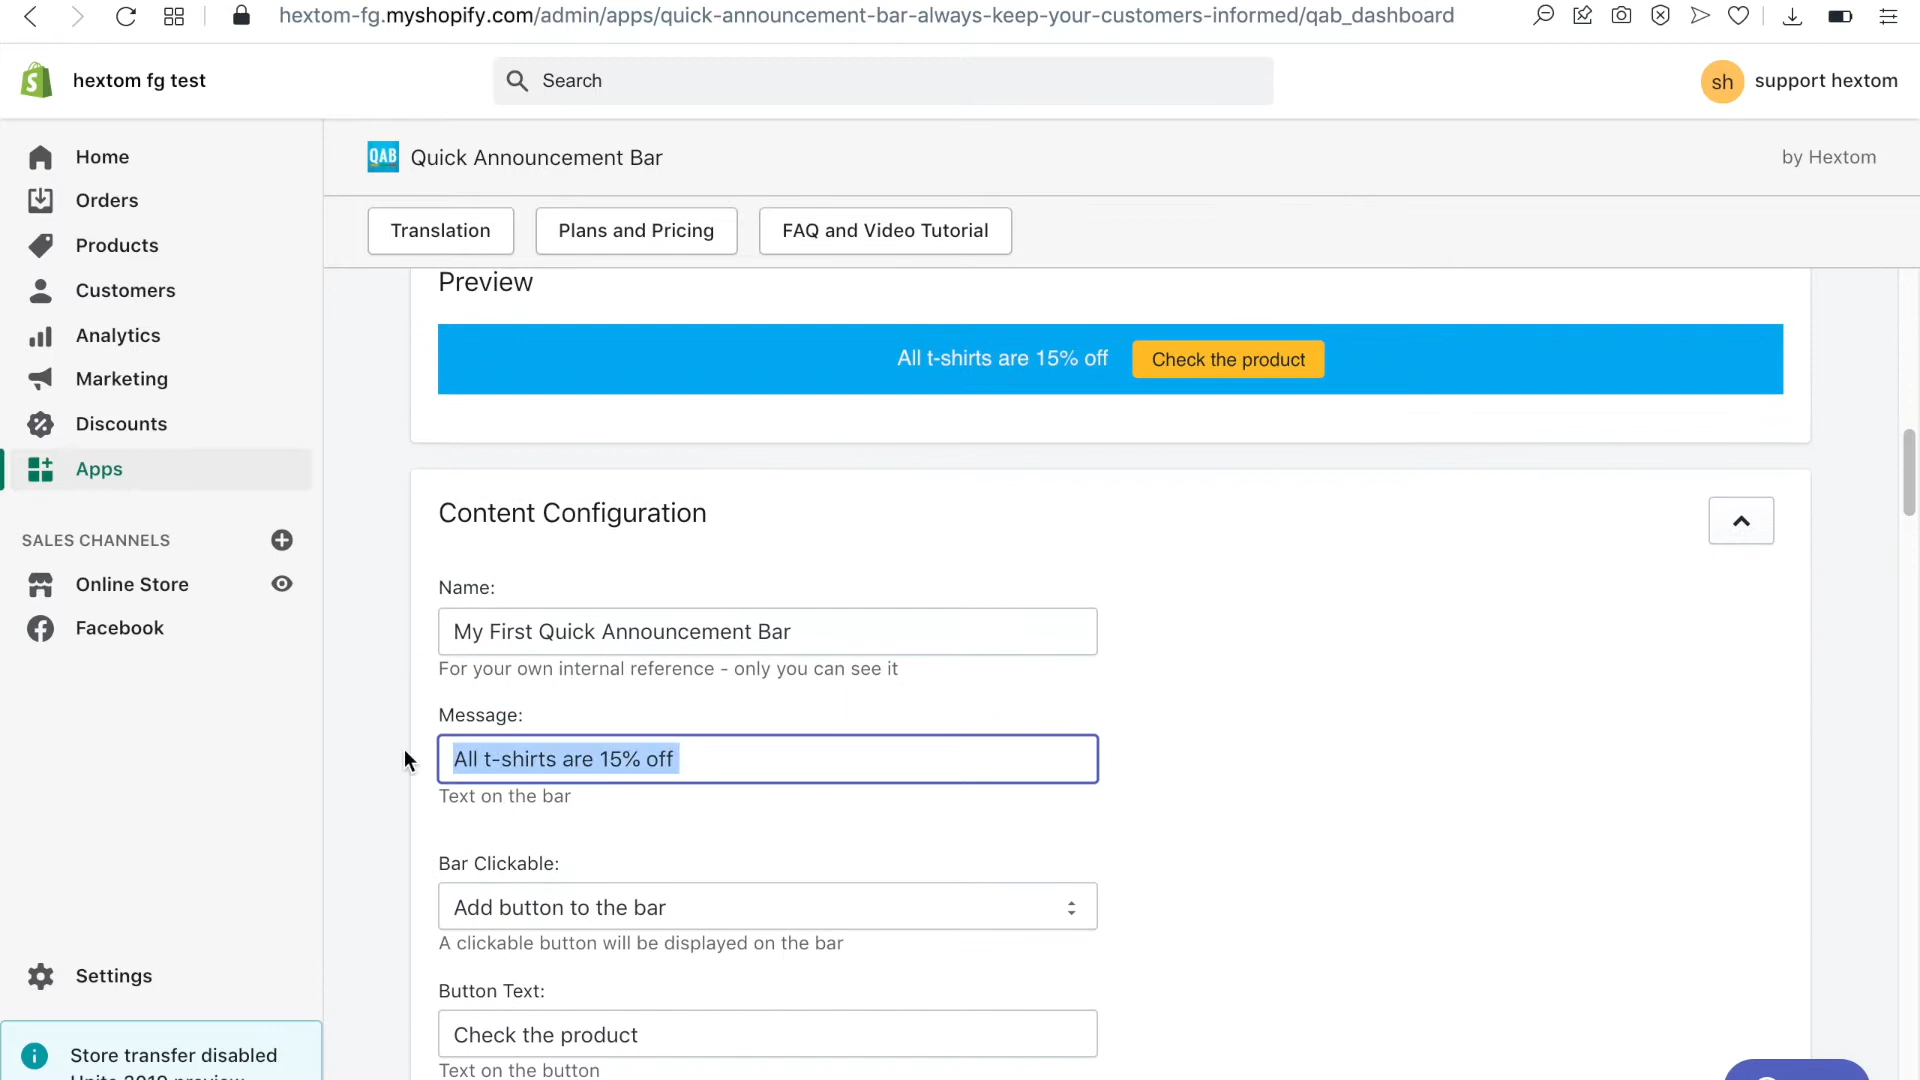 hextom-fg.myshopify.com/admin/apps/quick-announcement-bar-always-keep-your-customers-informed/qab_dashboard
hextom fg test
Search
sh
support hextom
Home
Orders
Products
Customers
Analytics
Marketing
Discounts
Apps
SALES CHANNELS
Online Store
Facebook
Settings
Store transfer disabled
QAB Quick Announcement Bar
by Hextom
Translation
Plans and Pricing
FAQ and Video Tutorial
Preview
All t-shirts are 15% off
Check the product
Content Configuration
Name:
My First Quick Announcement Bar
For your own internal reference - only you can see it
Message:
All t-shirts are 15% off
Text on the bar
Bar Clickable:
Add button to the bar
A clickable button will be displayed on the bar
Button Text:
Check the product
Text on the button